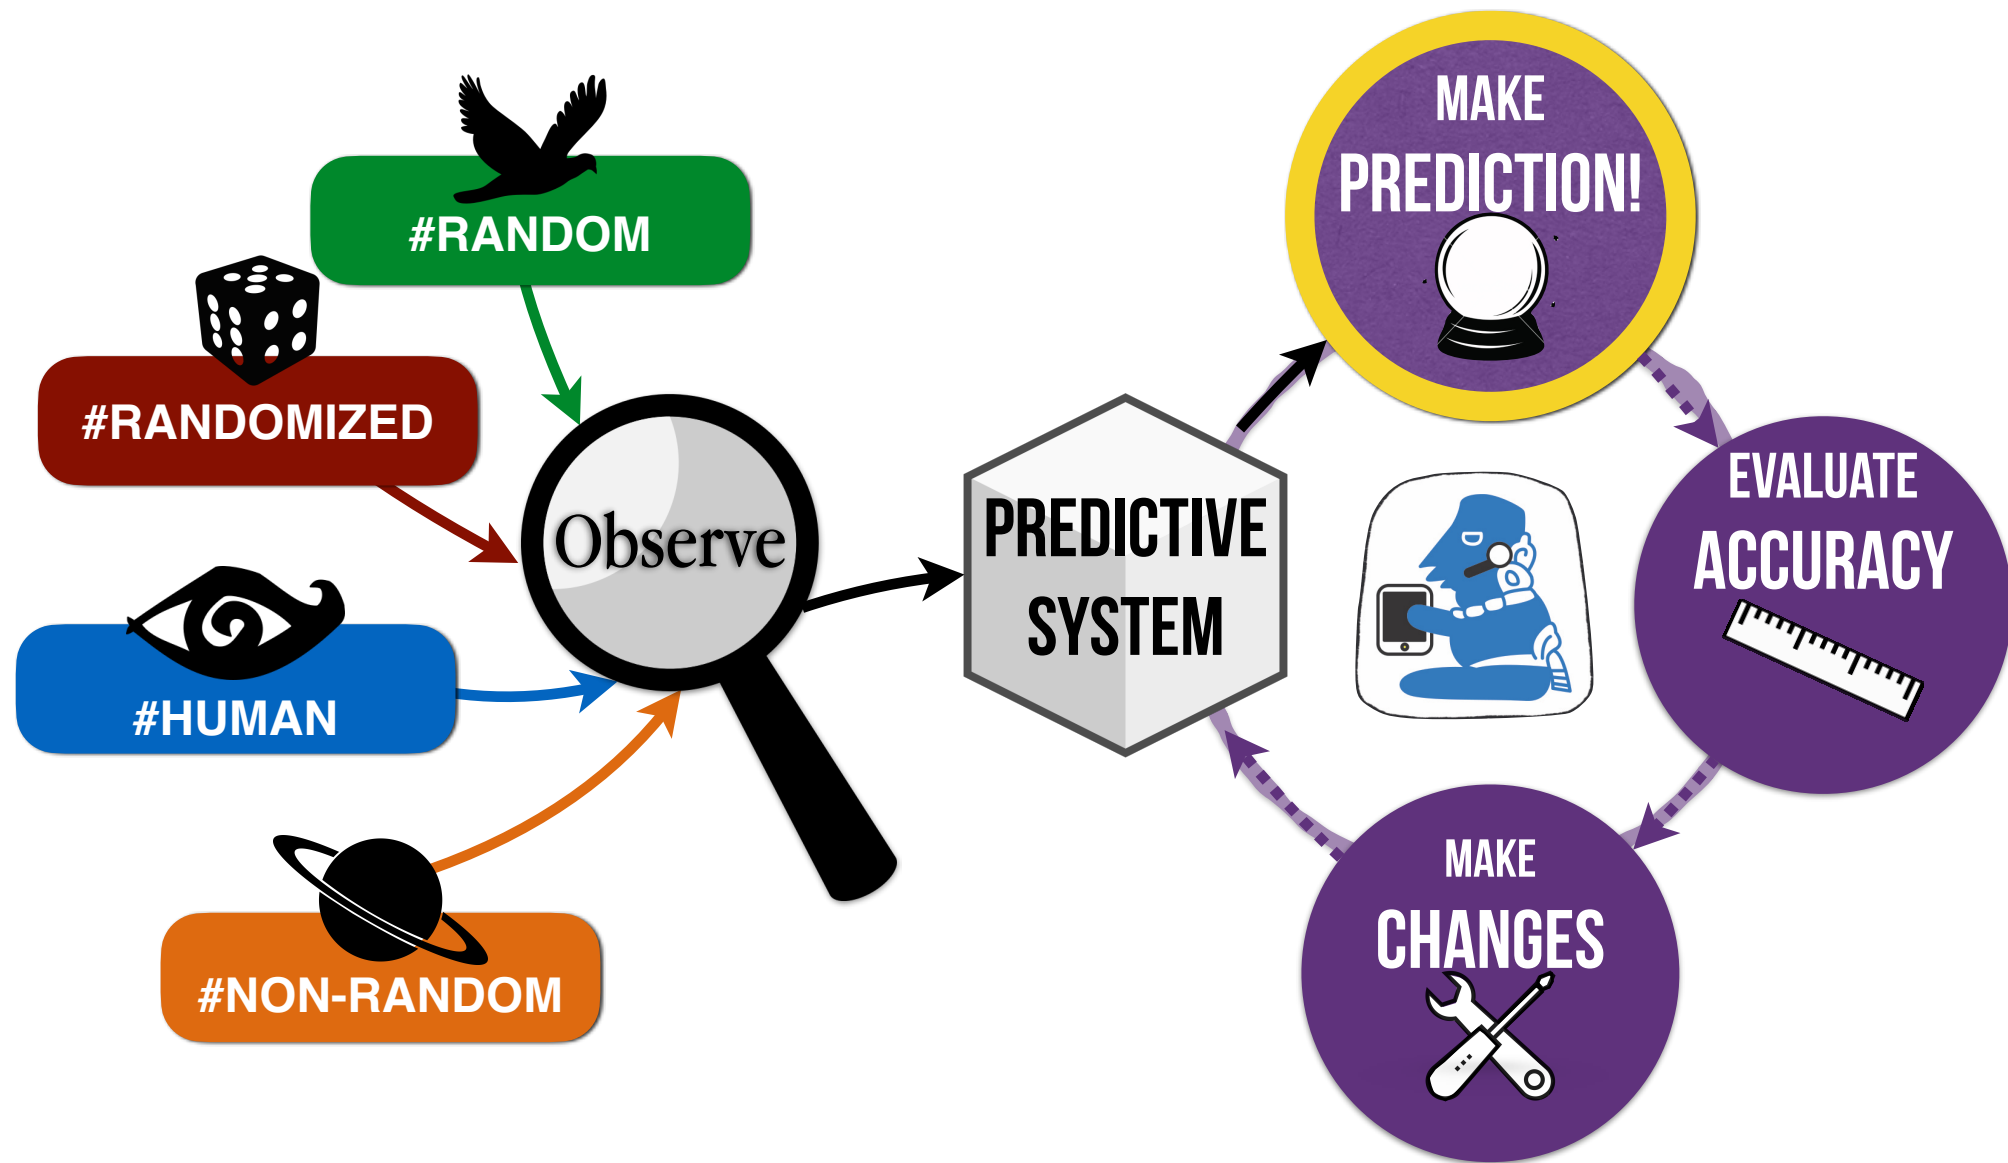 #RANDOM
#RANDOMIZED
#HUMAN
#NON-RANDOM
Observe
PREDICTIVE
SYSTEM
MAKE
PREDICTION!
EVALUATE
ACCURACY
MAKE
CHANGES